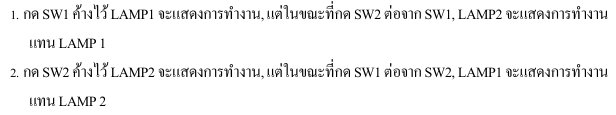 1. กด SW1 ค้างไว้ LAMP1 จะแสดงการทำงาน, แต่ในขณะที่กด SW2 ต่อจาก SW1, LAMP2 จะแสดงการทำงาน
แทน LAMP 1
2. กด SW2 ค้างไว้ LAMP2 จะแสดงการทำงาน, แต่ในขณะที่กด SW1 ต่อจาก SW2, LAMP1 จะแสดงการทำงาน
แทน LAMP 2